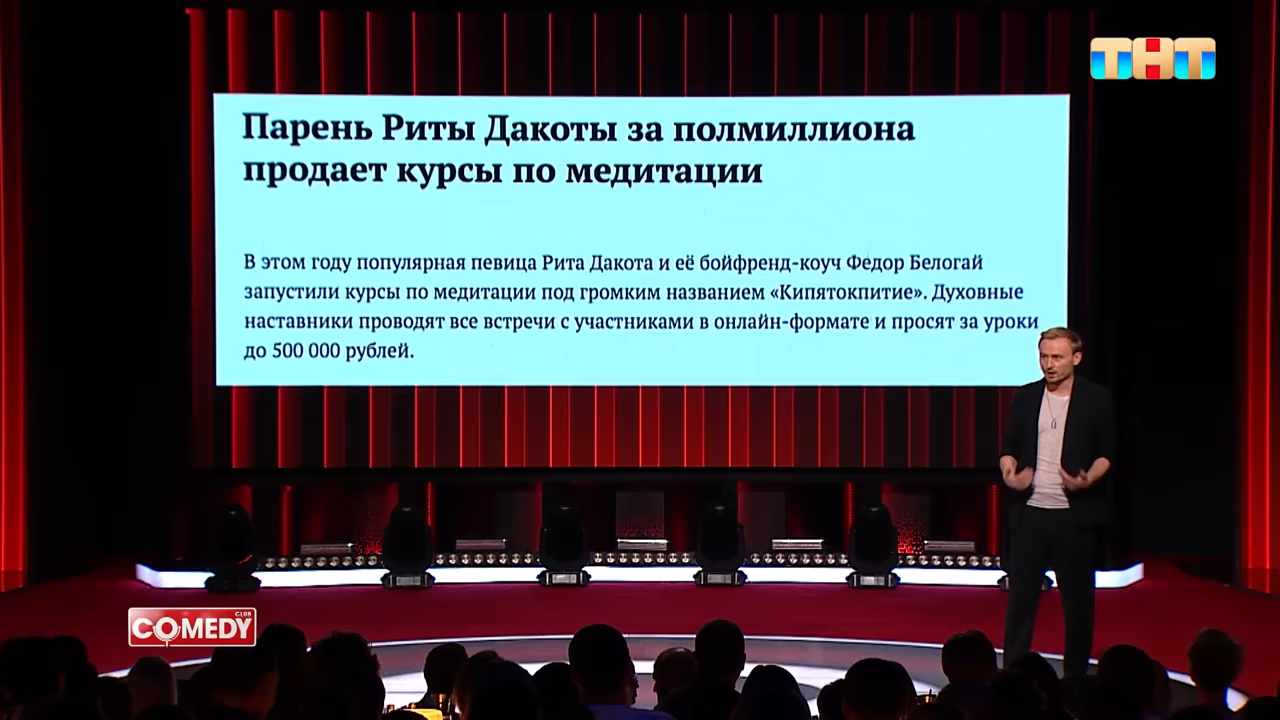 ТНТ
Парень Риты Дакоты за полмиллиона
продает курсы по медитации
В этом году популярная певица Рита Дакота и её бойфренд-коуч Федор Белогай
запустили курсы по медитации под громким названием «Кипятокпитие». Духовные
наставники проводят все встречи с участниками в онлайн-формате и просят за уроки
до 500 000 рублей.
COMEDY CLUB